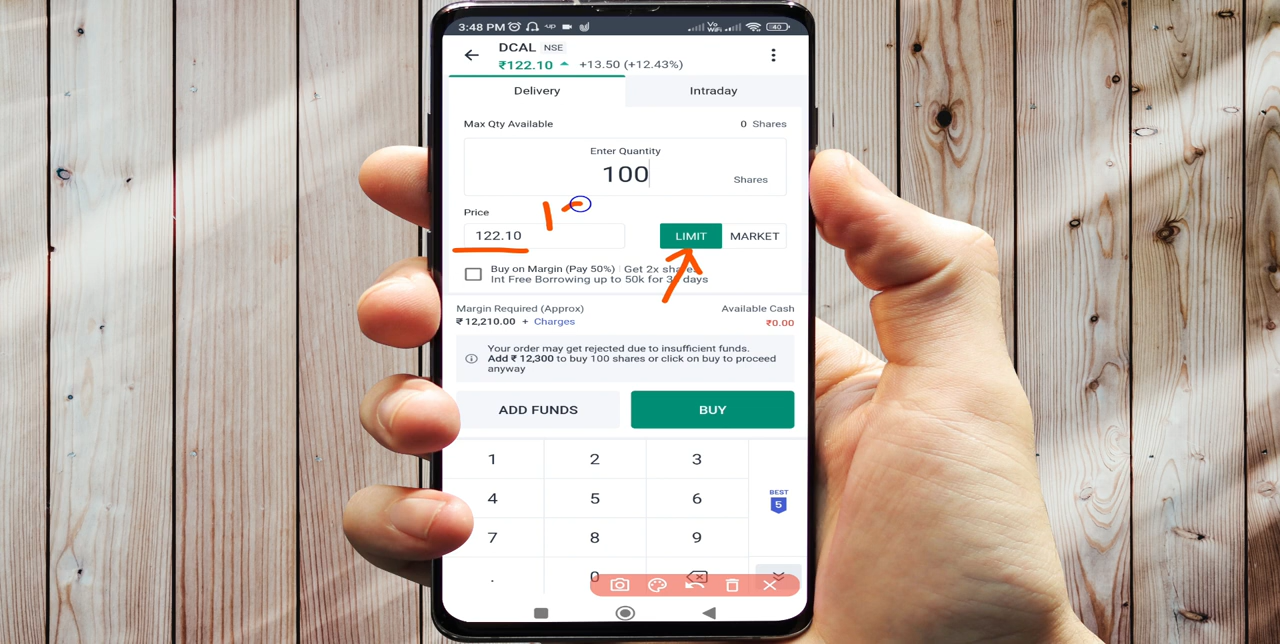 3:48 PM
Vo
WiFi
40
DCAL NSE
₹122.10 +13.50 (+12.43%)
Delivery Intraday
Max Qty Available 0 Shares
Enter Quantity
100
Shares
Price
122.10 LIMIT MARKET
Buy on Margin (Pay 50%) Get 2x
Int Free Borrowing up to 50k for days
Margin Required (Approx) Available Cash
₹ 12,210.00 + Charges ₹0.00
Your order may get rejected due to insufficient funds.
Add ₹ 12,300 to buy 100 shares or click on buy to proceed
anyway
ADD FUNDS BUY
1 2 3
4 5 6
BEST
5
7 8 9
. 0